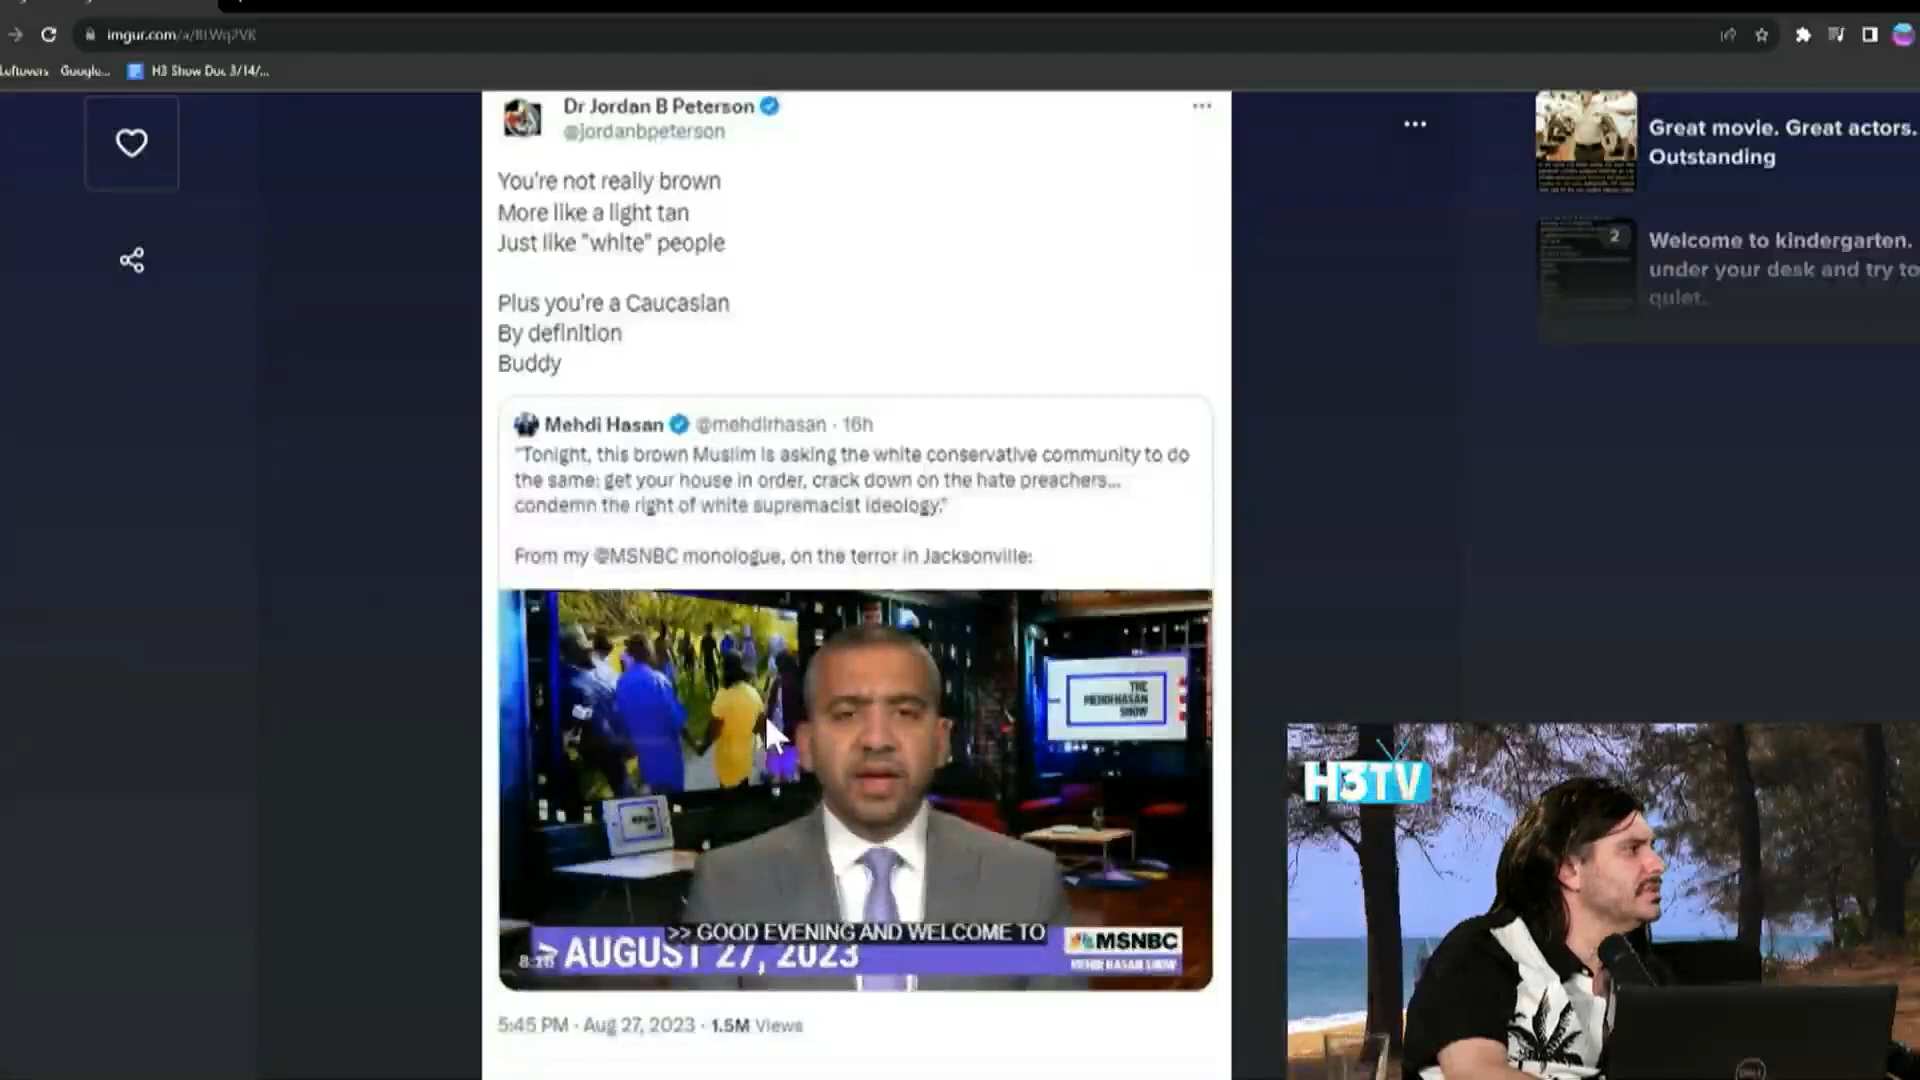 imgur.com/a/
Leftovers Google... H3 Show Doc 3/14/...
Dr Jordan B Peterson
@jordanbpeterson
You're not really brown
More like a light tan
Just like "white" people
Plus you're a Caucasian
By definition
Buddy
Mehdi Hasan @mehdirhasan · 16h
"Tonight, this brown Muslim is asking the white conservative community to do
the same: get your house in order, crack down on the hate preachers...
condemn the right of white supremacist ideology."
From my @MSNBC monologue, on the terror in Jacksonville:
THE
MEHDI HASAN
SHOW
>> GOOD EVENING AND WELCOME TO
AUGUST 27, 2023
MSNBC
MEHDI HASAN SHOW
5:45 PM · Aug 27, 2023 · 1.5M Views
Great movie. Great actors.
Outstanding
2
Welcome to kindergarten.
under your desk and try to
quiet.
H3TV
DELL